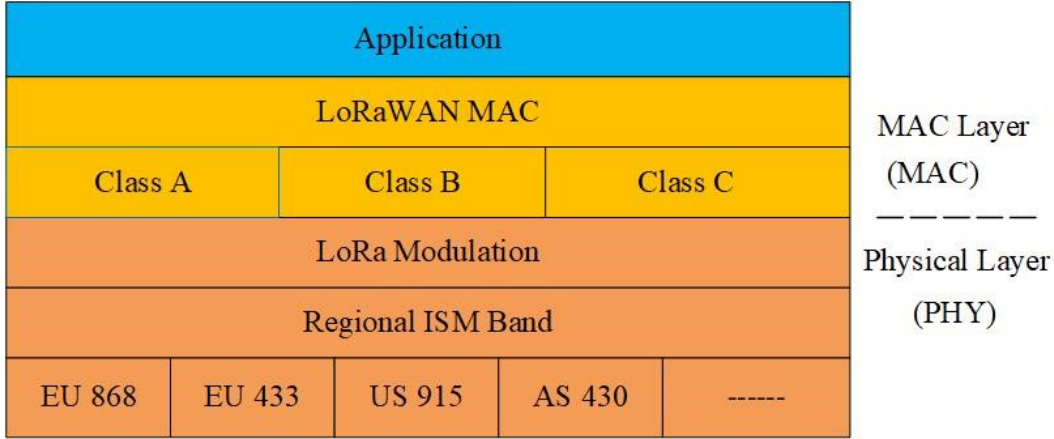 Application
LoRaWAN MAC
Class A Class B Class C
MAC Layer
(MAC)
LoRa Modulation
Regional ISM Band
Physical Layer
(PHY)
EU 868 EU 433 US 915 AS 430 ------